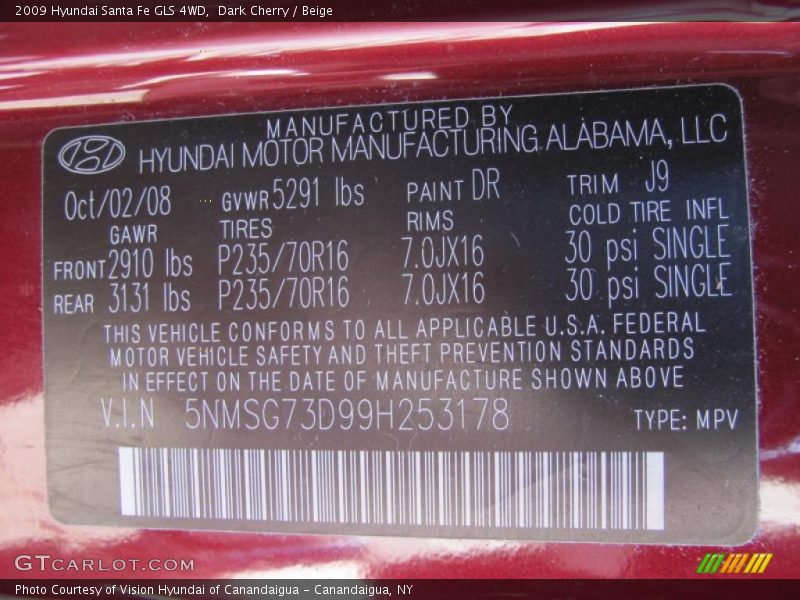 2009 Hyundai Santa Fe GLS 4WD, Dark Cherry / Beige
MANUFACTURED BY
HYUNDAI MOTOR MANUFACTURING ALABAMA, LLC
Oct/02/08 GVWR 5291 lbs PAINT DR TRIM J9
GAWR TIRES RIMS COLD TIRE INFL
FRONT 2910 lbs P235/70R16 7.0JX16 30 psi SINGLE
REAR 3131 lbs P235/70R16 7.0JX16 30 psi SINGLE
THIS VEHICLE CONFORMS TO ALL APPLICABLE U.S.A. FEDERAL
MOTOR VEHICLE SAFETY AND THEFT PREVENTION STANDARDS
IN EFFECT ON THE DATE OF MANUFACTURE SHOWN ABOVE
V.I.N 5NMSG73D99H253178 TYPE: MPV
GTCARLOT.COM
Photo Courtesy of Vision Hyundai of Canandaigua - Canandaigua, NY